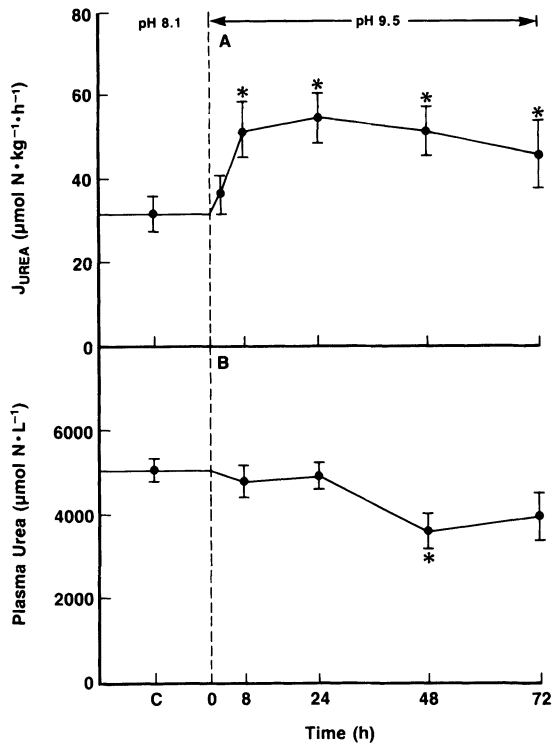 pH 8.1
pH 9.5
A
80
60
40
20
0
J_UREA (µmol N•kg⁻¹•h⁻¹)
*
*
*
*
B
6000
4000
2000
0
Plasma Urea (µmol N•L⁻¹)
*
C 0 8 24 48 72
Time (h)